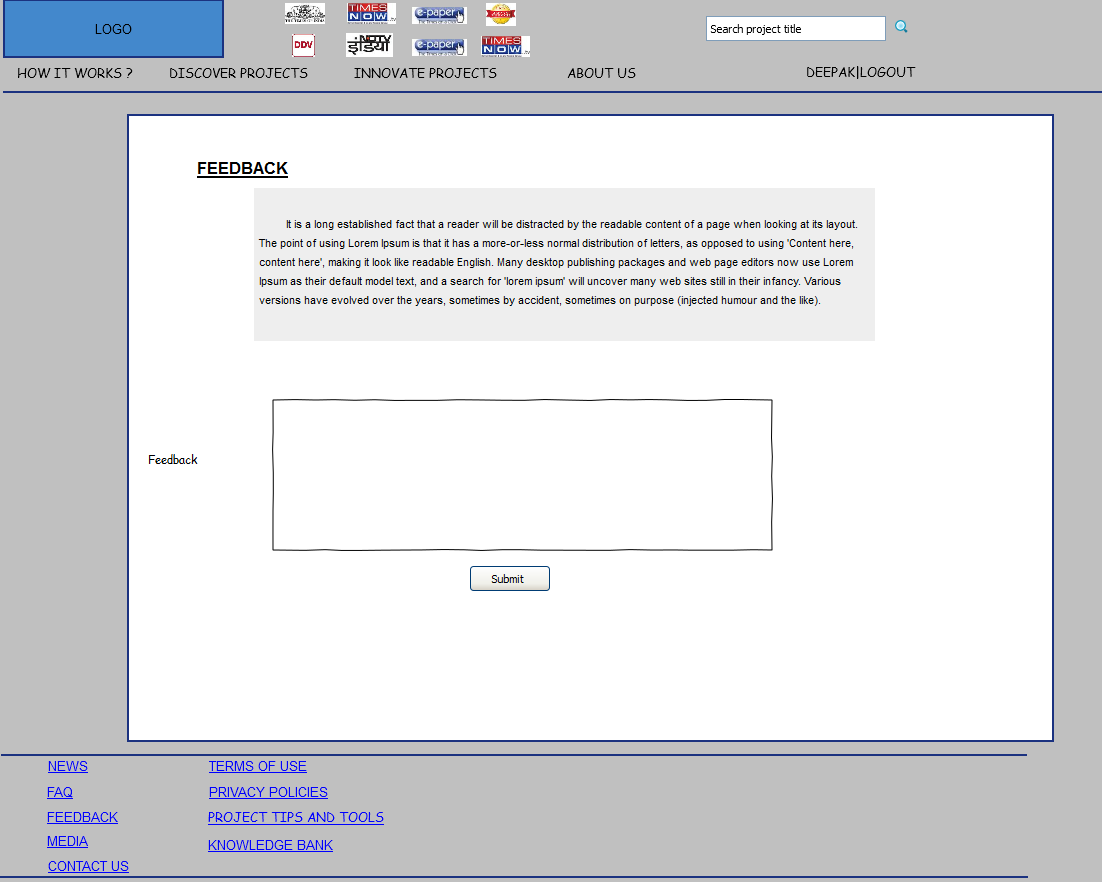 LOGO
TIMES
NOW
e-paper
DDV
NDTV
इंडिया
e-paper
TIMES
NOW
Search project title
HOW IT WORKS ?
DISCOVER PROJECTS
INNOVATE PROJECTS
ABOUT US
DEEPAK|LOGOUT
FEEDBACK
It is a long established fact that a reader will be distracted by the readable content of a page when looking at its layout.
The point of using Lorem Ipsum is that it has a more-or-less normal distribution of letters, as opposed to using 'Content here,
content here', making it look like readable English. Many desktop publishing packages and web page editors now use Lorem
Ipsum as their default model text, and a search for 'lorem ipsum' will uncover many web sites still in their infancy. Various
versions have evolved over the years, sometimes by accident, sometimes on purpose (injected humour and the like).
Feedback
Submit
NEWS
FAQ
FEEDBACK
MEDIA
CONTACT US
TERMS OF USE
PRIVACY POLICIES
PROJECT TIPS AND TOOLS
KNOWLEDGE BANK